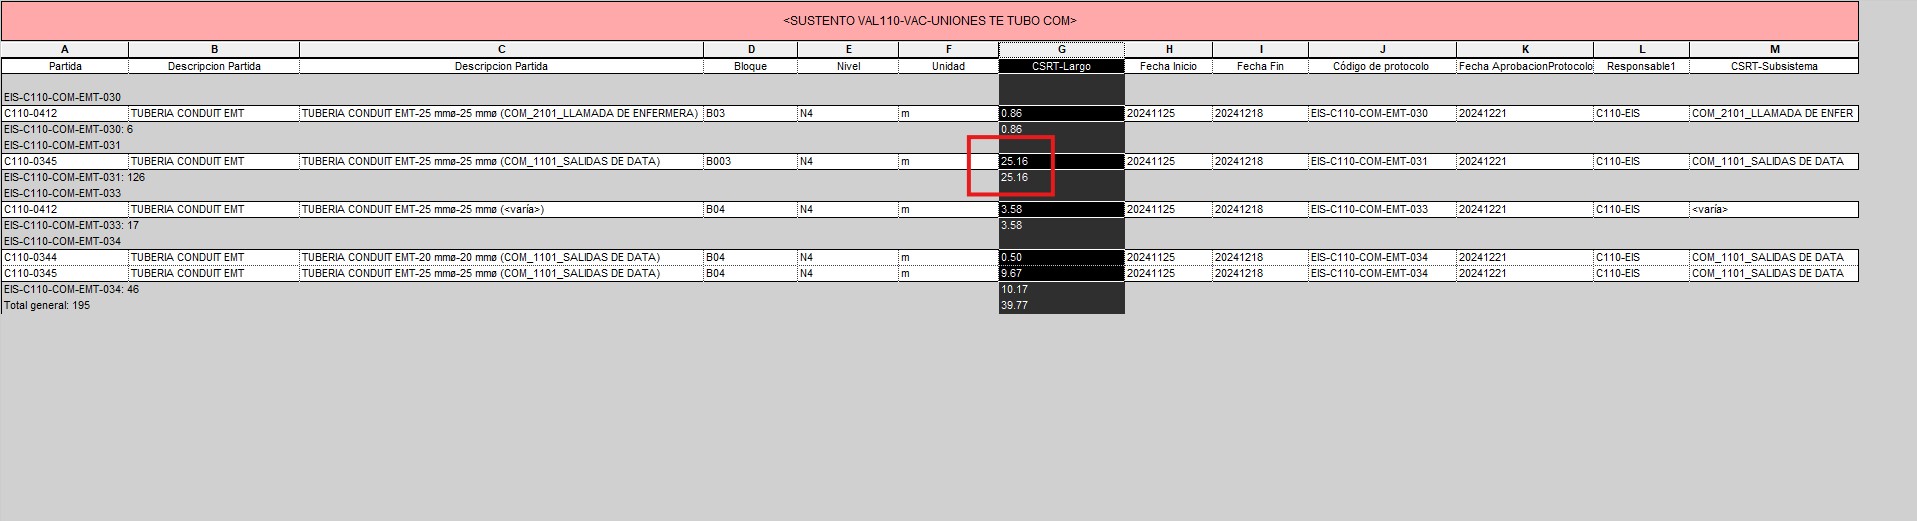 <SUSTENTO VAL110-VAC-UNIONES TE TUBO COM>
A B C D E F G H I J K L M
Partida Descripcion Partida Descripcion Partida Bloque Nivel Unidad CSRT-Largo Fecha Inicio Fecha Fin Código de protocolo Fecha AprobacionProtocolo Responsable1 CSRT-Subsistema
EIS-C110-COM-EMT-030
C110-0412 TUBERIA CONDUIT EMT TUBERIA CONDUIT EMT-25 mmø-25 mmø (COM_2101_LLAMADA DE ENFERMERA) B03 N4 m 0.86 20241125 20241218 EIS-C110-COM-EMT-030 20241221 C110-EIS COM_2101_LLAMADA DE ENFER
EIS-C110-COM-EMT-030: 6 0.86
EIS-C110-COM-EMT-031
C110-0345 TUBERIA CONDUIT EMT TUBERIA CONDUIT EMT-25 mmø-25 mmø (COM_1101_SALIDAS DE DATA) B003 N4 m 25.16 20241125 20241218 EIS-C110-COM-EMT-031 20241221 C110-EIS COM_1101_SALIDAS DE DATA
EIS-C110-COM-EMT-031: 126 25.16
EIS-C110-COM-EMT-033
C110-0412 TUBERIA CONDUIT EMT TUBERIA CONDUIT EMT-25 mmø-25 mmø (<varía>) B04 N4 m 3.58 20241125 20241218 EIS-C110-COM-EMT-033 20241221 C110-EIS <varía>
EIS-C110-COM-EMT-033: 17 3.58
EIS-C110-COM-EMT-034
C110-0344 TUBERIA CONDUIT EMT TUBERIA CONDUIT EMT-20 mmø-20 mmø (COM_1101_SALIDAS DE DATA) B04 N4 m 0.50 20241125 20241218 EIS-C110-COM-EMT-034 20241221 C110-EIS COM_1101_SALIDAS DE DATA
C110-0345 TUBERIA CONDUIT EMT TUBERIA CONDUIT EMT-25 mmø-25 mmø (COM_1101_SALIDAS DE DATA) B04 N4 m 9.67 20241125 20241218 EIS-C110-COM-EMT-034 20241221 C110-EIS COM_1101_SALIDAS DE DATA
EIS-C110-COM-EMT-034: 46 10.17
Total general: 195 39.77